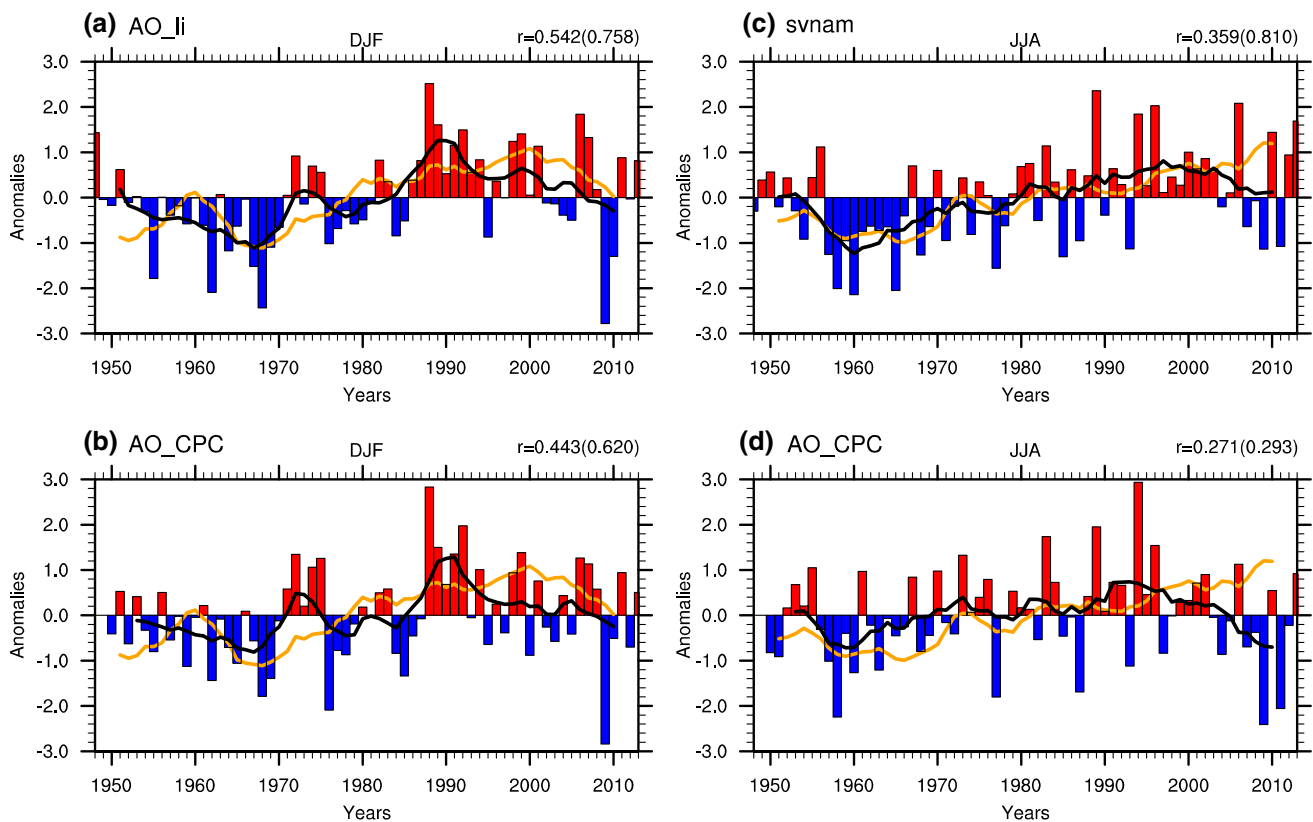 (a) AO_li
DJF
r=0.542(0.758)
3.0
2.0
1.0
0.0
-1.0
-2.0
-3.0
Anomalies
1950 1960 1970 1980 1990 2000 2010
Years
(c) svnam
JJA
r=0.359(0.810)
3.0
2.0
1.0
0.0
-1.0
-2.0
-3.0
Anomalies
1950 1960 1970 1980 1990 2000 2010
Years
(b) AO_CPC
DJF
r=0.443(0.620)
3.0
2.0
1.0
0.0
-1.0
-2.0
-3.0
Anomalies
1950 1960 1970 1980 1990 2000 2010
Years
(d) AO_CPC
JJA
r=0.271(0.293)
3.0
2.0
1.0
0.0
-1.0
-2.0
-3.0
Anomalies
1950 1960 1970 1980 1990 2000 2010
Years